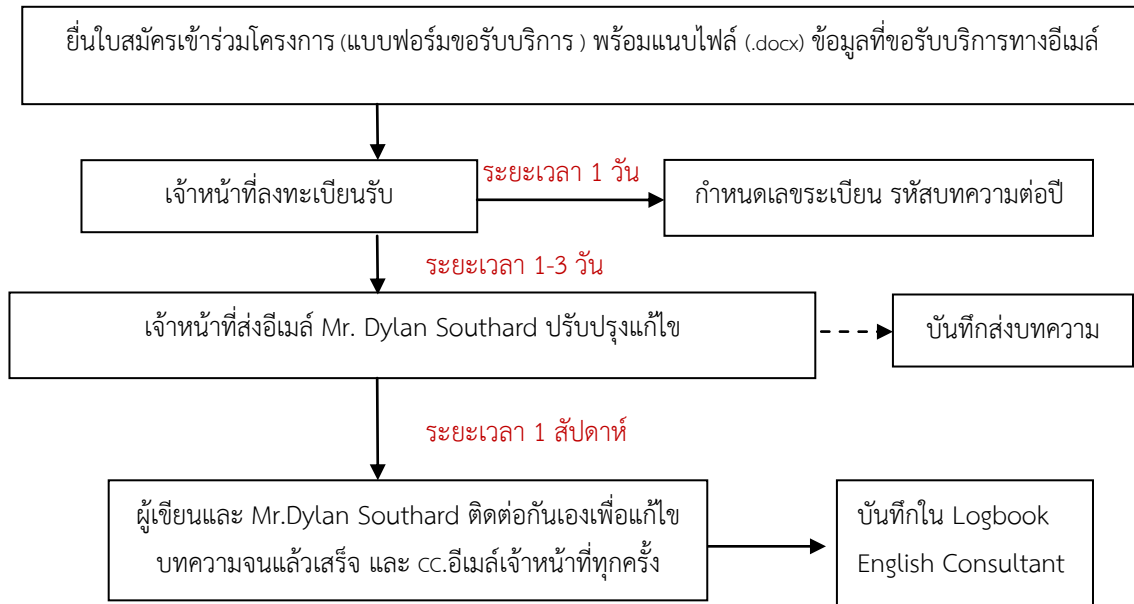 ยื่นใบสมัครเข้าร่วมโครงการ (แบบฟอร์มขอรับบริการ ) พร้อมแนบไฟล์ (.docx) ข้อมูลที่ขอรับบริการทางอีเมล์
ระยะเวลา 1 วัน
เจ้าหน้าที่ลงทะเบียนรับ
กำหนดเลขระเบียน รหัสบทความต่อปี
ระยะเวลา 1-3 วัน
เจ้าหน้าที่ส่งอีเมล์ Mr. Dylan Southard ปรับปรุงแก้ไข
บันทึกส่งบทความ
ระยะเวลา 1 สัปดาห์
ผู้เขียนและ Mr.Dylan Southard ติดต่อกันเองเพื่อแก้ไข
บทความจนแล้วเสร็จ และ cc.อีเมล์เจ้าหน้าที่ทุกครั้ง
บันทึกใน Logbook
English Consultant